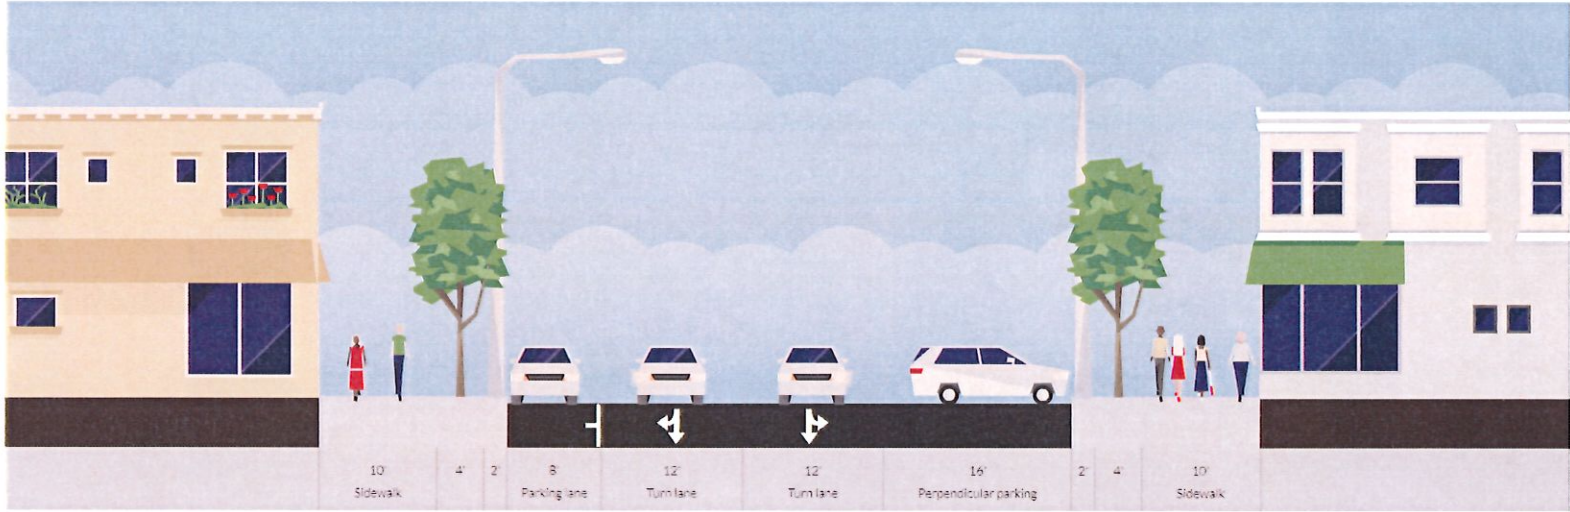 10' 4' 2' 8' 12' 12' 16' 2' 4' 10'
Sidewalk Parking lane Turn lane Turn lane Perpendicular parking Sidewalk